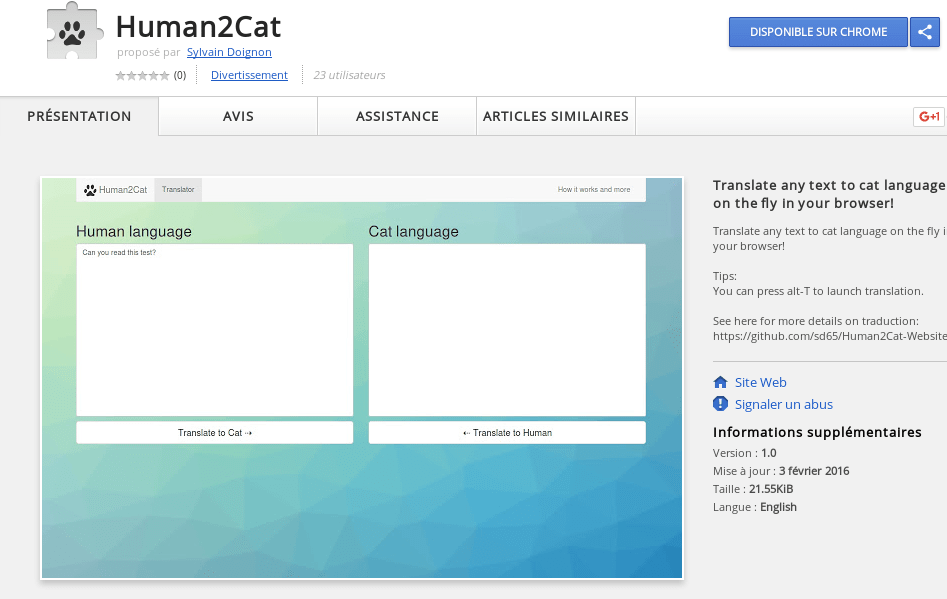 Human2Cat
proposé par Sylvain Doignon
(0) Divertissement 23 utilisateurs
DISPONIBLE SUR CHROME
PRÉSENTATION AVIS ASSISTANCE ARTICLES SIMILAIRES
G+1
Human2Cat Translator How it works and more
Human language
Can you read this test?
Translate to Cat ⇢
Cat language
⇠ Translate to Human
Translate any text to cat language
on the fly in your browser!
Translate any text to cat language on the fly i
your browser!
Tips:
You can press alt-T to launch translation.
See here for more details on traduction:
https://github.com/sd65/Human2Cat-Website
Site Web
Signaler un abus
Informations supplémentaires
Version : 1.0
Mise à jour : 3 février 2016
Taille : 21.55KiB
Langue : English